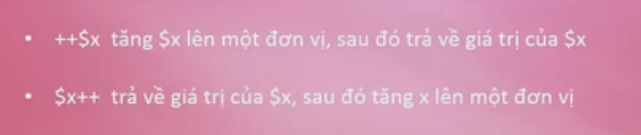 • ++$x tăng $x lên một đơn vị, sau đó trả về giá trị của $x
• $x++ trả về giá trị của $x, sau đó tăng x lên một đơn vị